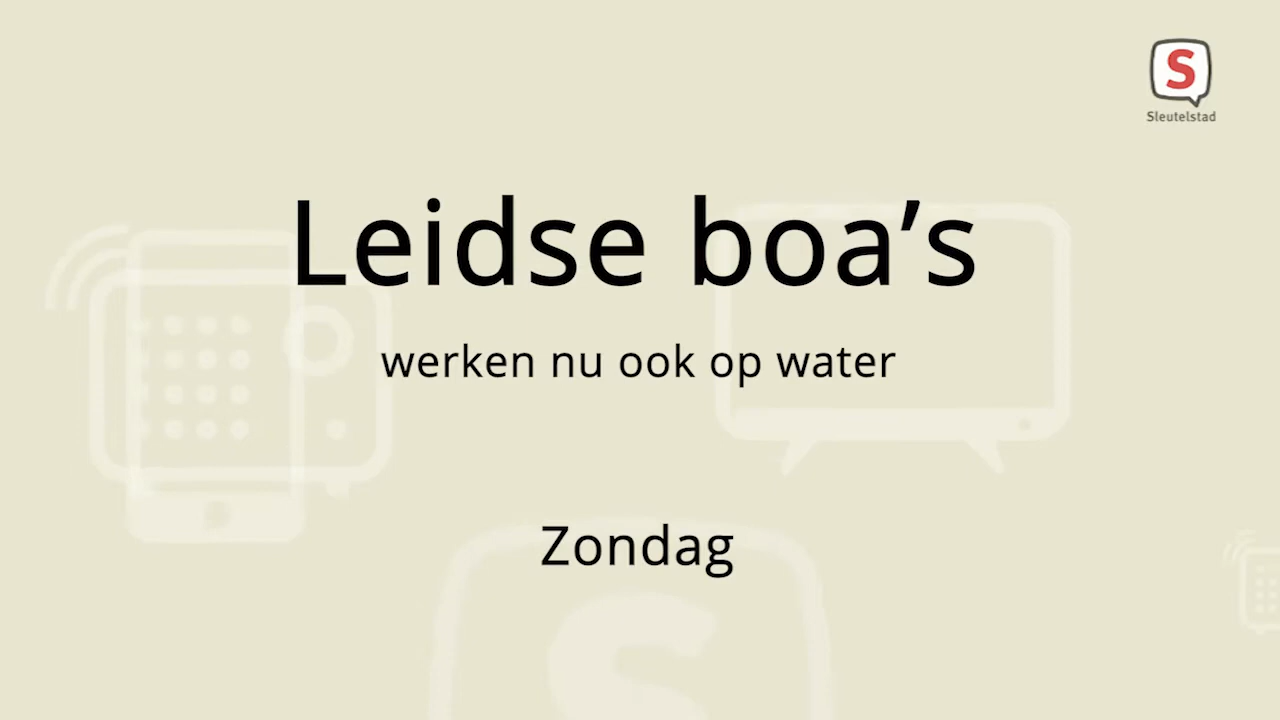 S
Sleutelstad
Leidse boa’s
werken nu ook op water
Zondag
S